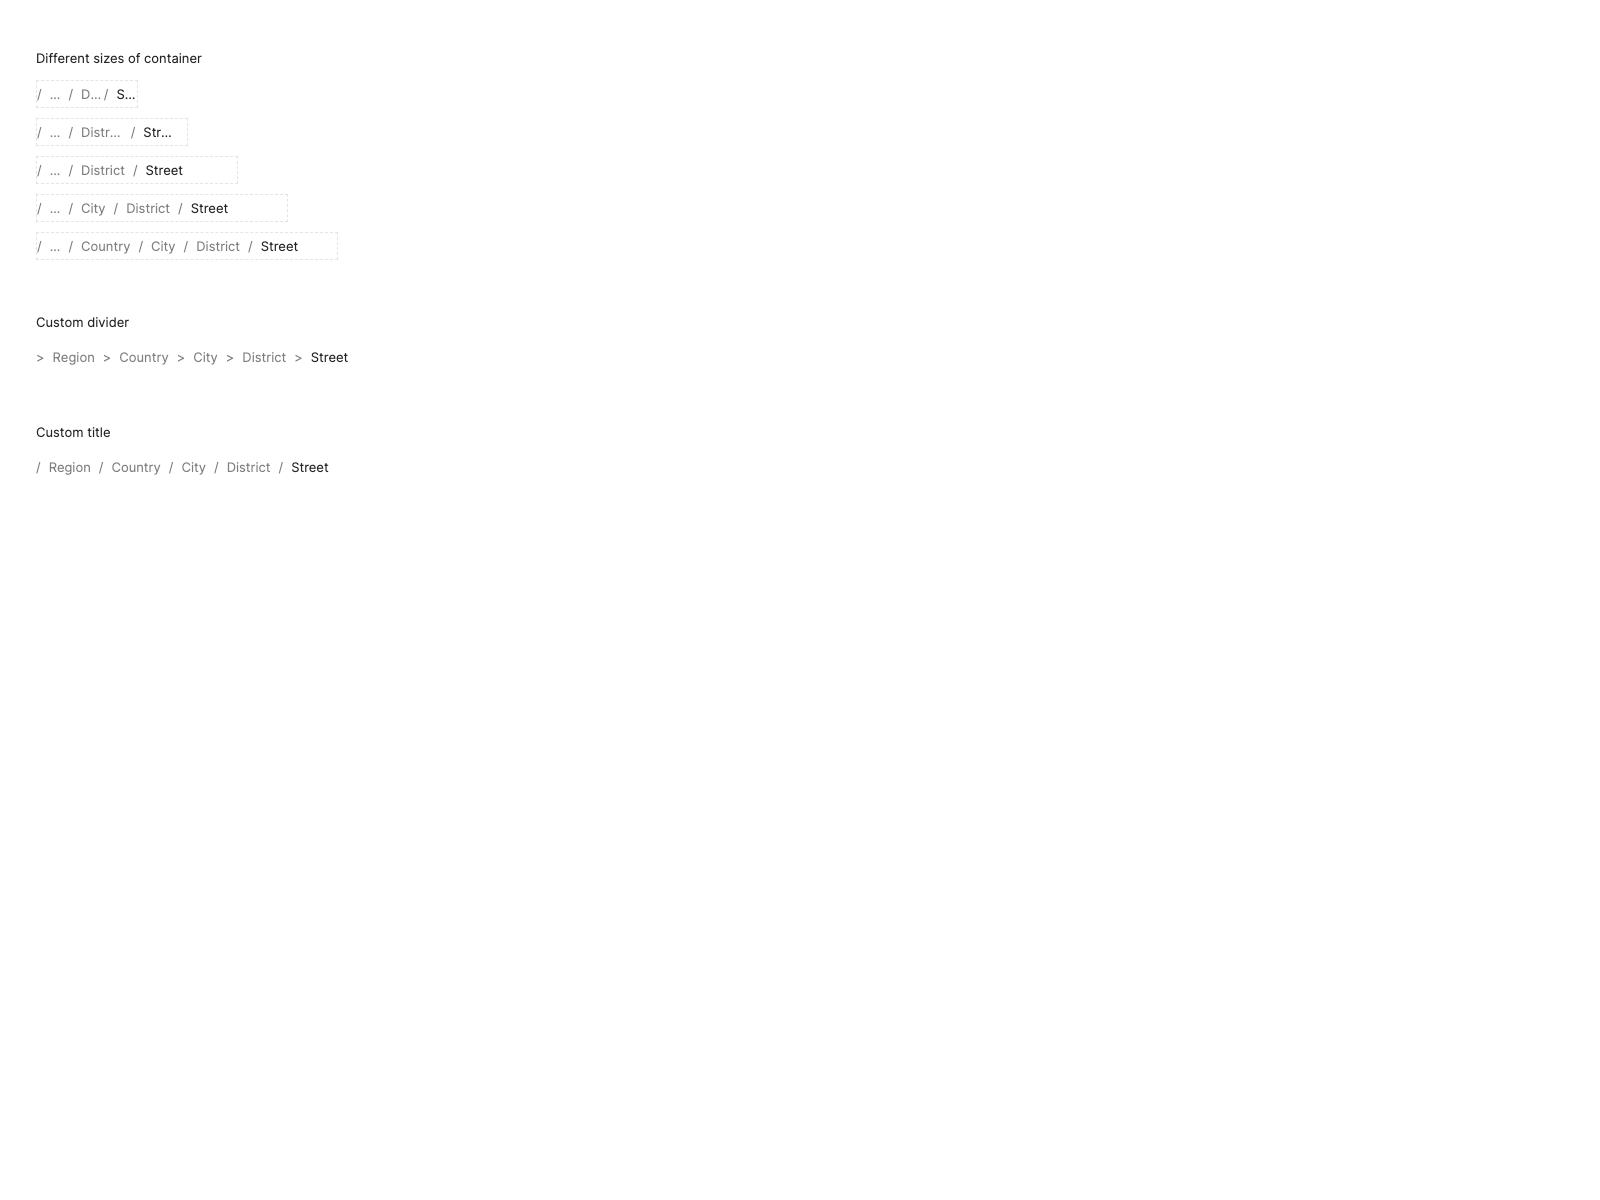 Different sizes of container
/ ... / D... / S...
/ ... / Distr... / Str...
/ ... / District / Street
/ ... / City / District / Street
/ ... / Country / City / District / Street
Custom divider
> Region > Country > City > District > Street
Custom title
/ Region / Country / City / District / Street